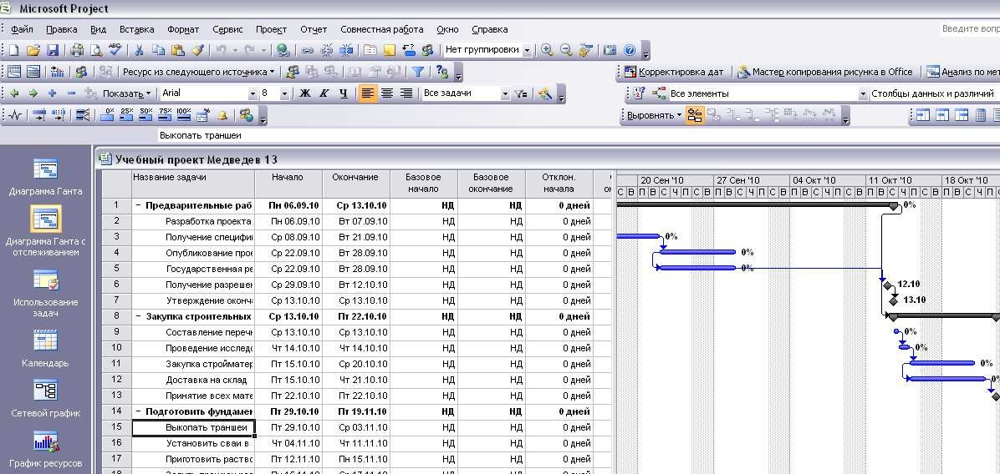 Microsoft Project
Файл Правка Вид Вставка Формат Сервис Проект Отчет Совместная работа Окно Справка Введите вопр
Нет группировки
Ресурс из следующего источника Корректировка дат Мастер копирования рисунка в Office Анализ по мет
Показать Arial 8 Ж К Ч Все задачи Все элементы Столбцы данных и различий
0% 25% 50% 75% 100% Выровнять
Выкопать траншеи
Учебный проект Медведев 13
Диаграмма Ганта
Диаграмма Ганта с отслеживанием
Использование задач
Календарь
Сетевой график
График ресурсов
Название задачи Начало Окончание Базовое начало Базовое окончание Отклон. начала
20 Сен '10 27 Сен '10 04 Окт '10 11 Окт '10 18 Окт '10
С В П В С Ч П С В П В С Ч П С В П В С Ч П С В П В С Ч П С В П В С Ч П
1 − Предварительные раб Пн 06.09.10 Ср 13.10.10 НД НД 0 дней 0%
2 Разработка проекта Пн 06.09.10 Вт 07.09.10 НД НД 0 дней
3 Получение специфи Ср 08.09.10 Вт 21.09.10 НД НД 0 дней 0%
4 Опубликование прое Ср 22.09.10 Вт 28.09.10 НД НД 0 дней 0%
5 Государственная ре Ср 22.09.10 Вт 28.09.10 НД НД 0 дней 0%
6 Получение разрешен Ср 29.09.10 Вт 12.10.10 НД НД 0 дней 12.10
7 Утверждение оконч Ср 13.10.10 Ср 13.10.10 НД НД 0 дней 13.10
8 − Закупка строительных Ср 13.10.10 Пт 22.10.10 НД НД 0 дней
9 Составление переч Ср 13.10.10 Ср 13.10.10 НД НД 0 дней 0%
10 Проведение исслед Чт 14.10.10 Чт 14.10.10 НД НД 0 дней 0%
11 Закупка стройматер Пт 15.10.10 Ср 20.10.10 НД НД 0 дней 0%
12 Доставка на склад Пт 15.10.10 Чт 21.10.10 НД НД 0 дней 0%
13 Принятие всех мате Пт 22.10.10 Пт 22.10.10 НД НД 0 дней
14 − Подготовить фундамен Пт 29.10.10 Пт 19.11.10 НД НД 0 дней
15 Выкопать траншеи Пт 29.10.10 Ср 03.11.10 НД НД 0 дней
16 Установить сваи в Чт 04.11.10 Чт 11.11.10 НД НД 0 дней
17 Приготовить раство Пт 12.11.10 Пн 15.11.10 НД НД 0 дней